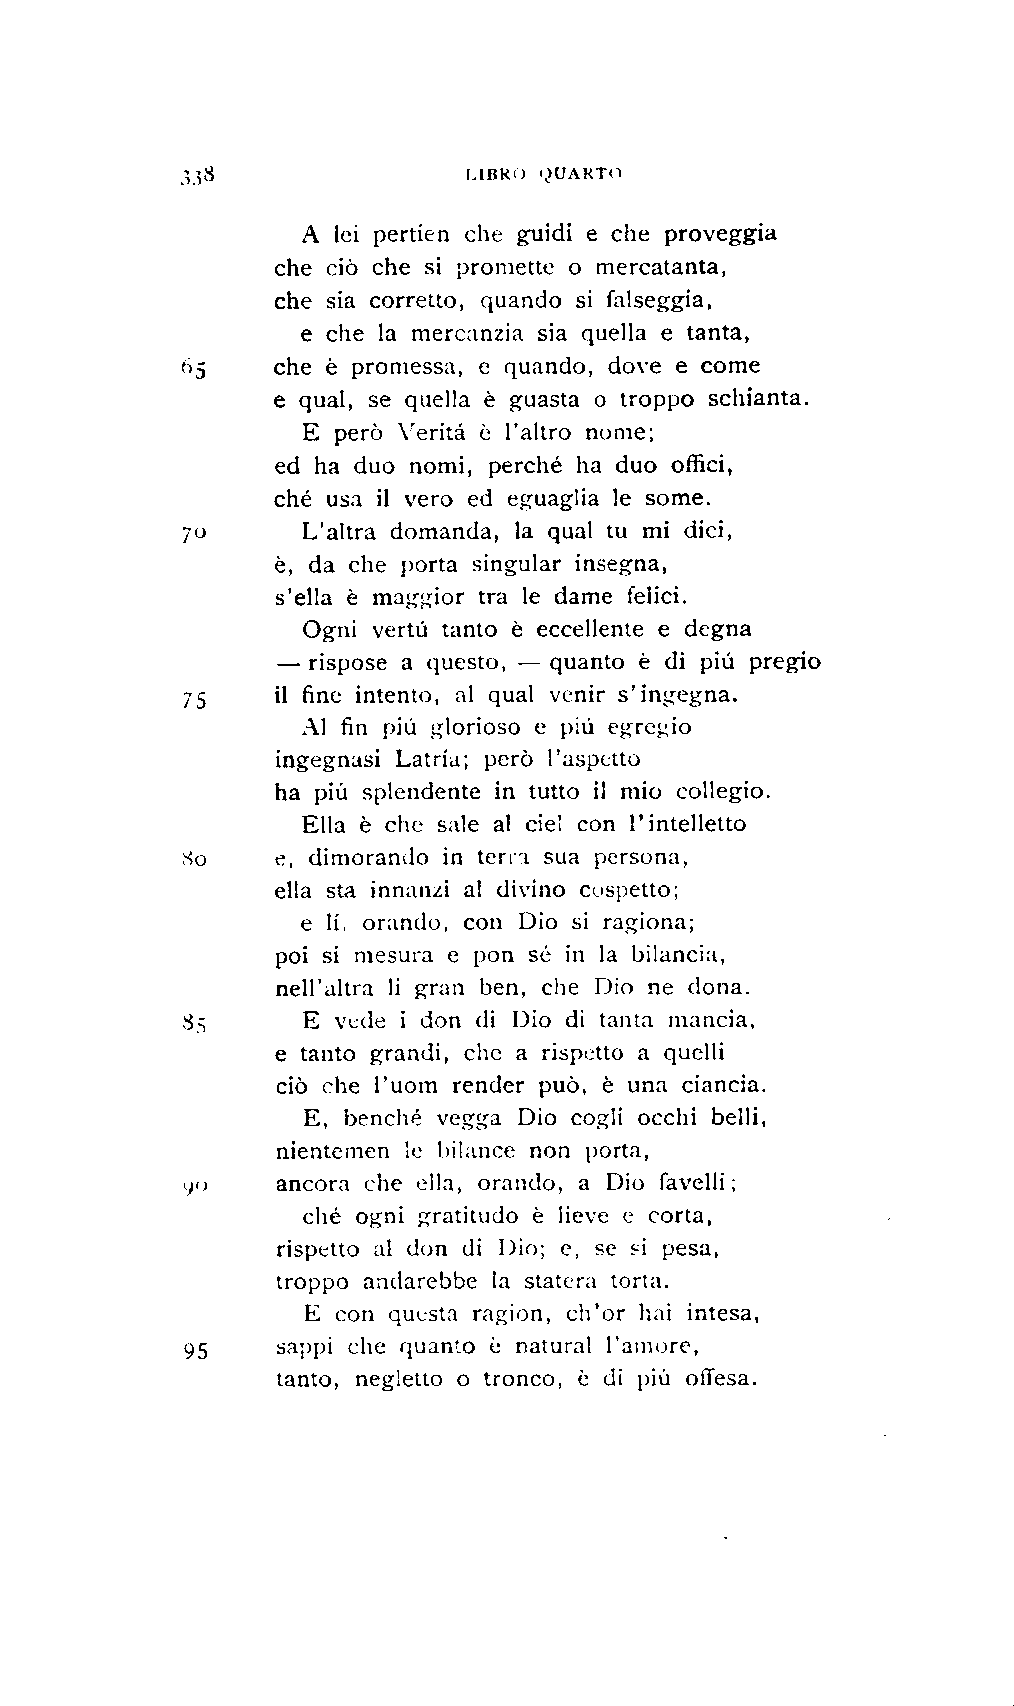 338 LIBRO QUARTO
A lei pertien che guidi e che proveggia
che ciò che si promette o mercatanta,
che sia corretto, quando si falseggia,
e che la mercanzia sia quella e tanta,
65 che è promessa, e quando, dove e come
e qual, se quella è guasta o troppo schianta.
E però Veritá è l'altro nome;
ed ha duo nomi, perché ha duo offici,
ché usa il vero ed eguaglia le some.
70 L'altra domanda, la qual tu mi dici,
è, da che porta singular insegna,
s'ella è maggior tra le dame felici.
Ogni vertú tanto è eccellente e degna
— rispose a questo, — quanto è di piú pregio
75 il fine intento, al qual venir s'ingegna.
Al fin piú glorioso e piú egregio
ingegnasi Latría; però l'aspetto
ha piú splendente in tutto il mio collegio.
Ella è che sale al ciel con l'intelletto
80 e, dimorando in terra sua persona,
ella sta innanzi al divino cospetto;
e lí, orando, con Dio si ragiona;
poi si mesura e pon sé in la bilancia,
nell'altra li gran ben, che Dio ne dona.
85 E vede i don di Dio di tanta mancia,
e tanto grandi, che a rispetto a quelli
ciò che l'uom render può, è una ciancia.
E, benché vegga Dio cogli occhi belli,
nientemen le bilance non porta,
90 ancora che ella, orando, a Dio favelli;
ché ogni gratitudo è lieve e corta,
rispetto al don di Dio; e, se si pesa,
troppo andarebbe la statera torta.
E con questa ragion, ch'or hai intesa,
95 sappi che quanto è natural l'amore,
tanto, negletto o tronco, è di piú offesa.